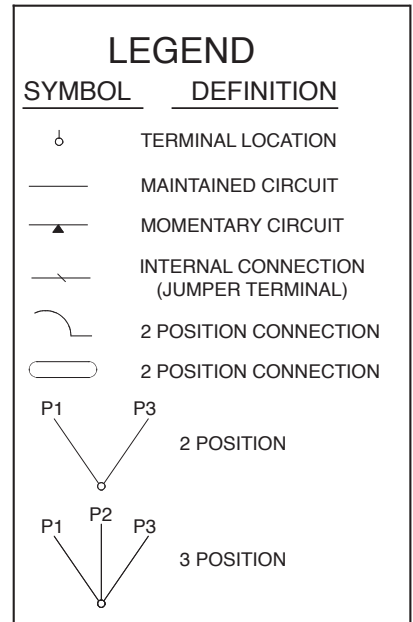 LEGEND
SYMBOL DEFINITION
TERMINAL LOCATION
MAINTAINED CIRCUIT
MOMENTARY CIRCUIT
INTERNAL CONNECTION
(JUMPER TERMINAL)
2 POSITION CONNECTION
2 POSITION CONNECTION
P1 P3
2 POSITION
P1 P2 P3
3 POSITION